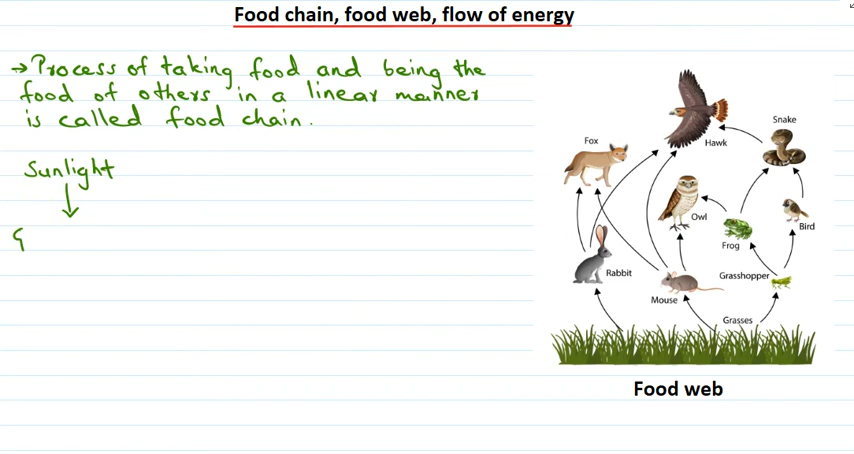 Food chain, food web, flow of energy
→ Process of taking food and being the
food of others in a linear manner
is called food chain.
Sunlight
Fox
Hawk
Snake
Owl
Frog
Bird
Rabbit
Mouse
Grasshopper
Grasses
Food web